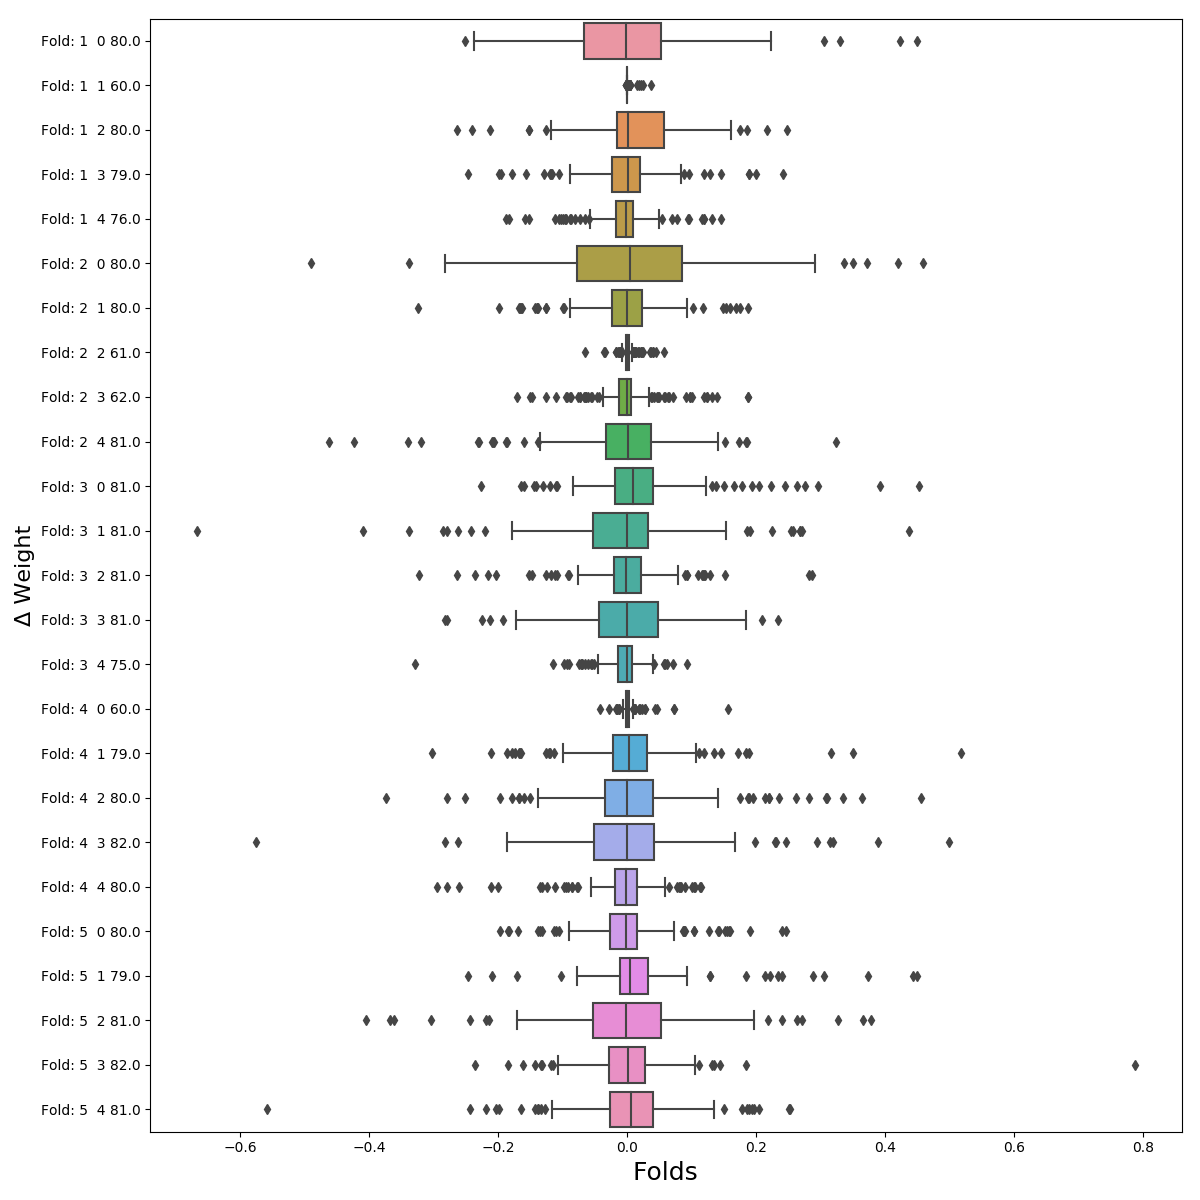 Fold: 1 0 80.0
Fold: 1 1 60.0
Fold: 1 2 80.0
Fold: 1 3 79.0
Fold: 1 4 76.0
Fold: 2 0 80.0
Fold: 2 1 80.0
Fold: 2 2 61.0
Fold: 2 3 62.0
Fold: 2 4 81.0
Fold: 3 0 81.0
Fold: 3 1 81.0
Fold: 3 2 81.0
Fold: 3 3 81.0
Fold: 3 4 75.0
Fold: 4 0 60.0
Fold: 4 1 79.0
Fold: 4 2 80.0
Fold: 4 3 82.0
Fold: 4 4 80.0
Fold: 5 0 80.0
Fold: 5 1 79.0
Fold: 5 2 81.0
Fold: 5 3 82.0
Fold: 5 4 81.0
Δ Weight
−0.6 −0.4 −0.2 0.0 0.2 0.4 0.6 0.8
Folds